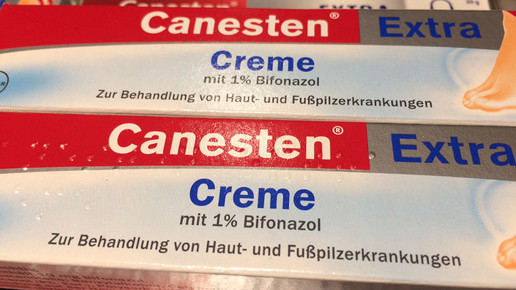 EXTRA
Canesten® Extra
Creme
mit 1% Bifonazol
Zur Behandlung von Haut- und Fußpilzerkrankungen
Canesten® Extra
Creme
mit 1% Bifonazol
Zur Behandlung von Haut- und Fußpilzerkrankungen